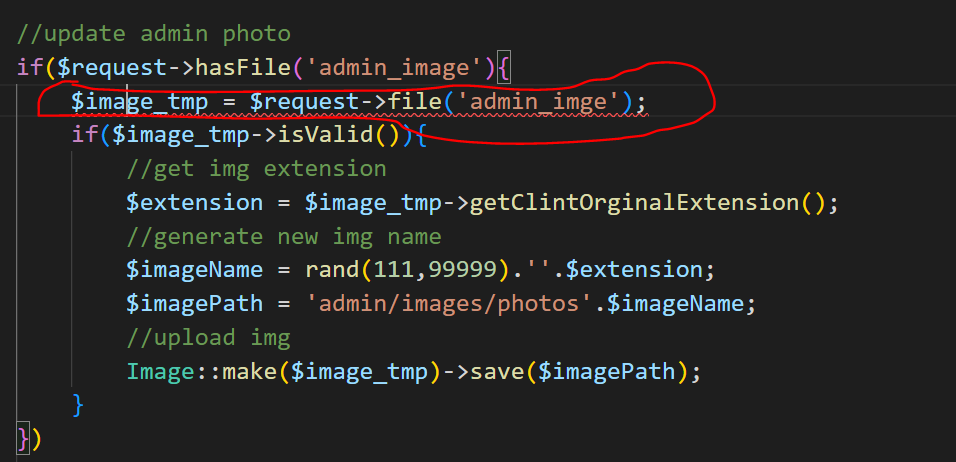 //update admin photo
if($request->hasFile('admin_image'){
$image_tmp = $request->file('admin_imge');
if($image_tmp->isValid()){
//get img extension
$extension = $image_tmp->getClintOrginalExtension();
//generate new img name
$imageName = rand(111,99999).''.$extension;
$imagePath = 'admin/images/photos'.$imageName;
//upload img
Image::make($image_tmp)->save($imagePath);
}
})